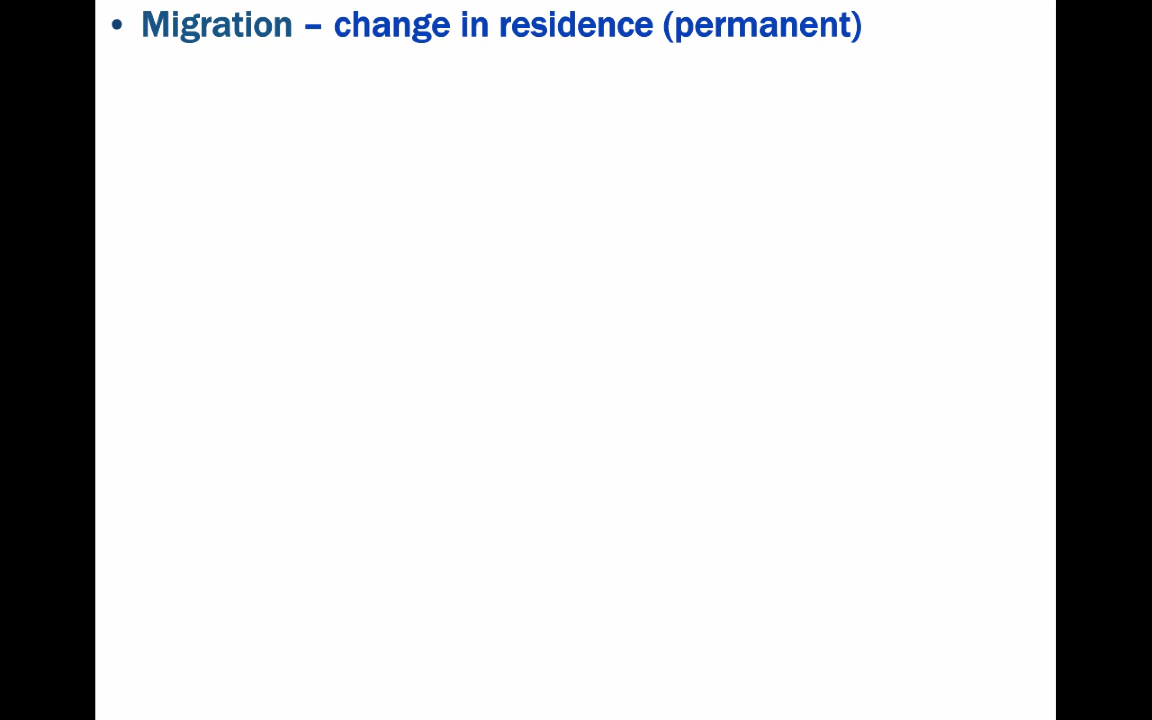 • Migration – change in residence (permanent)